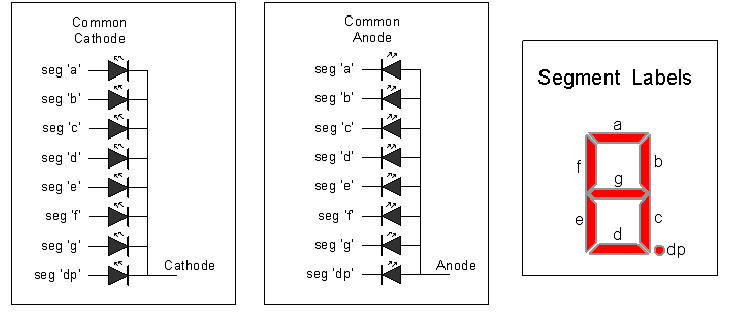 Common
Cathode
seg 'a'
seg 'b'
seg 'c'
seg 'd'
seg 'e'
seg 'f'
seg 'g'
seg 'dp'
Cathode
Common
Anode
seg 'a'
seg 'b'
seg 'c'
seg 'd'
seg 'e'
seg 'f'
seg 'g'
seg 'dp'
Anode
Segment Labels
a
f
b
g
e
c
d
dp